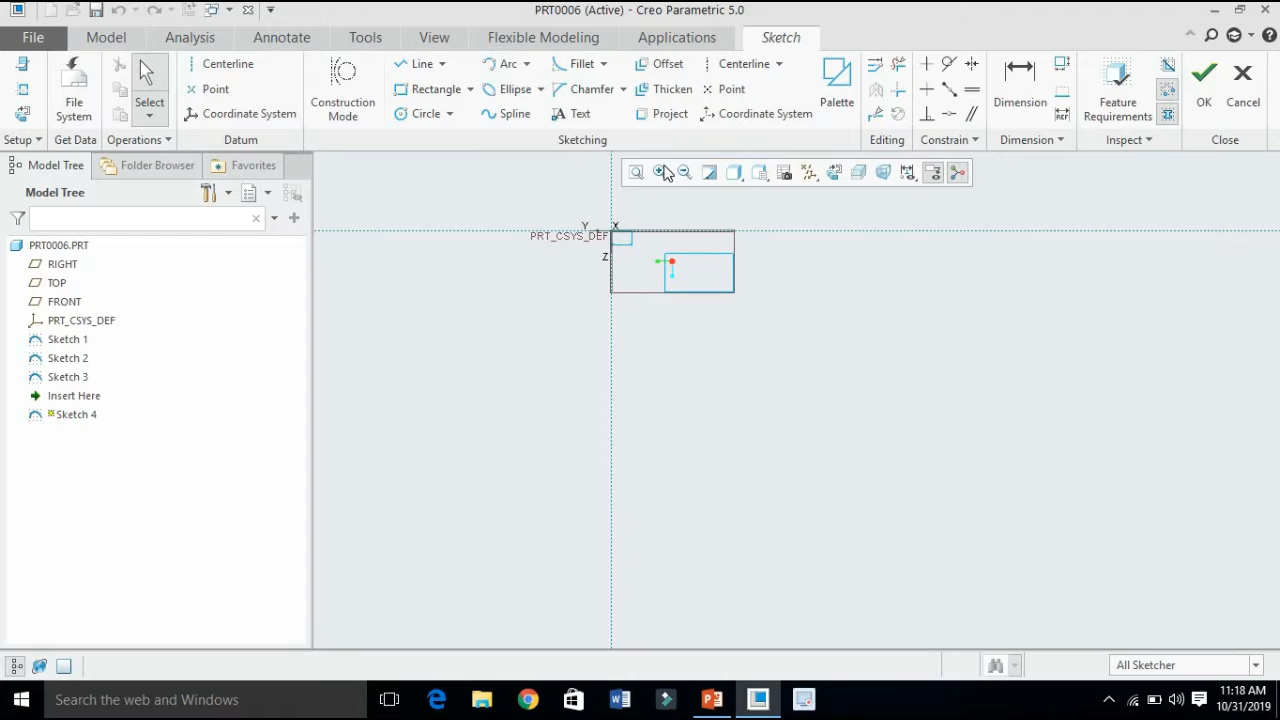 PRT0006 (Active) - Creo Parametric 5.0
File Model Analysis Annotate Tools View Flexible Modeling Applications Sketch
Centerline Line Arc Fillet Offset Centerline
Point Rectangle Ellipse Chamfer Thicken Point
Coordinate System Circle Spline Text Project Coordinate System
File System
Select
Construction Mode
Palette
Dimension
Feature Requirements
OK
Cancel
Setup Get Data Operations Datum Sketching Editing Constrain Dimension Inspect Close
Model Tree Folder Browser Favorites
Model Tree
PRT0006.PRT
RIGHT
TOP
FRONT
PRT_CSYS_DEF
Sketch 1
Sketch 2
Sketch 3
Insert Here
Sketch 4
Y X
PRT_CSYS_DEF
Z
All Sketcher
Search the web and Windows
11:18 AM
10/31/2019